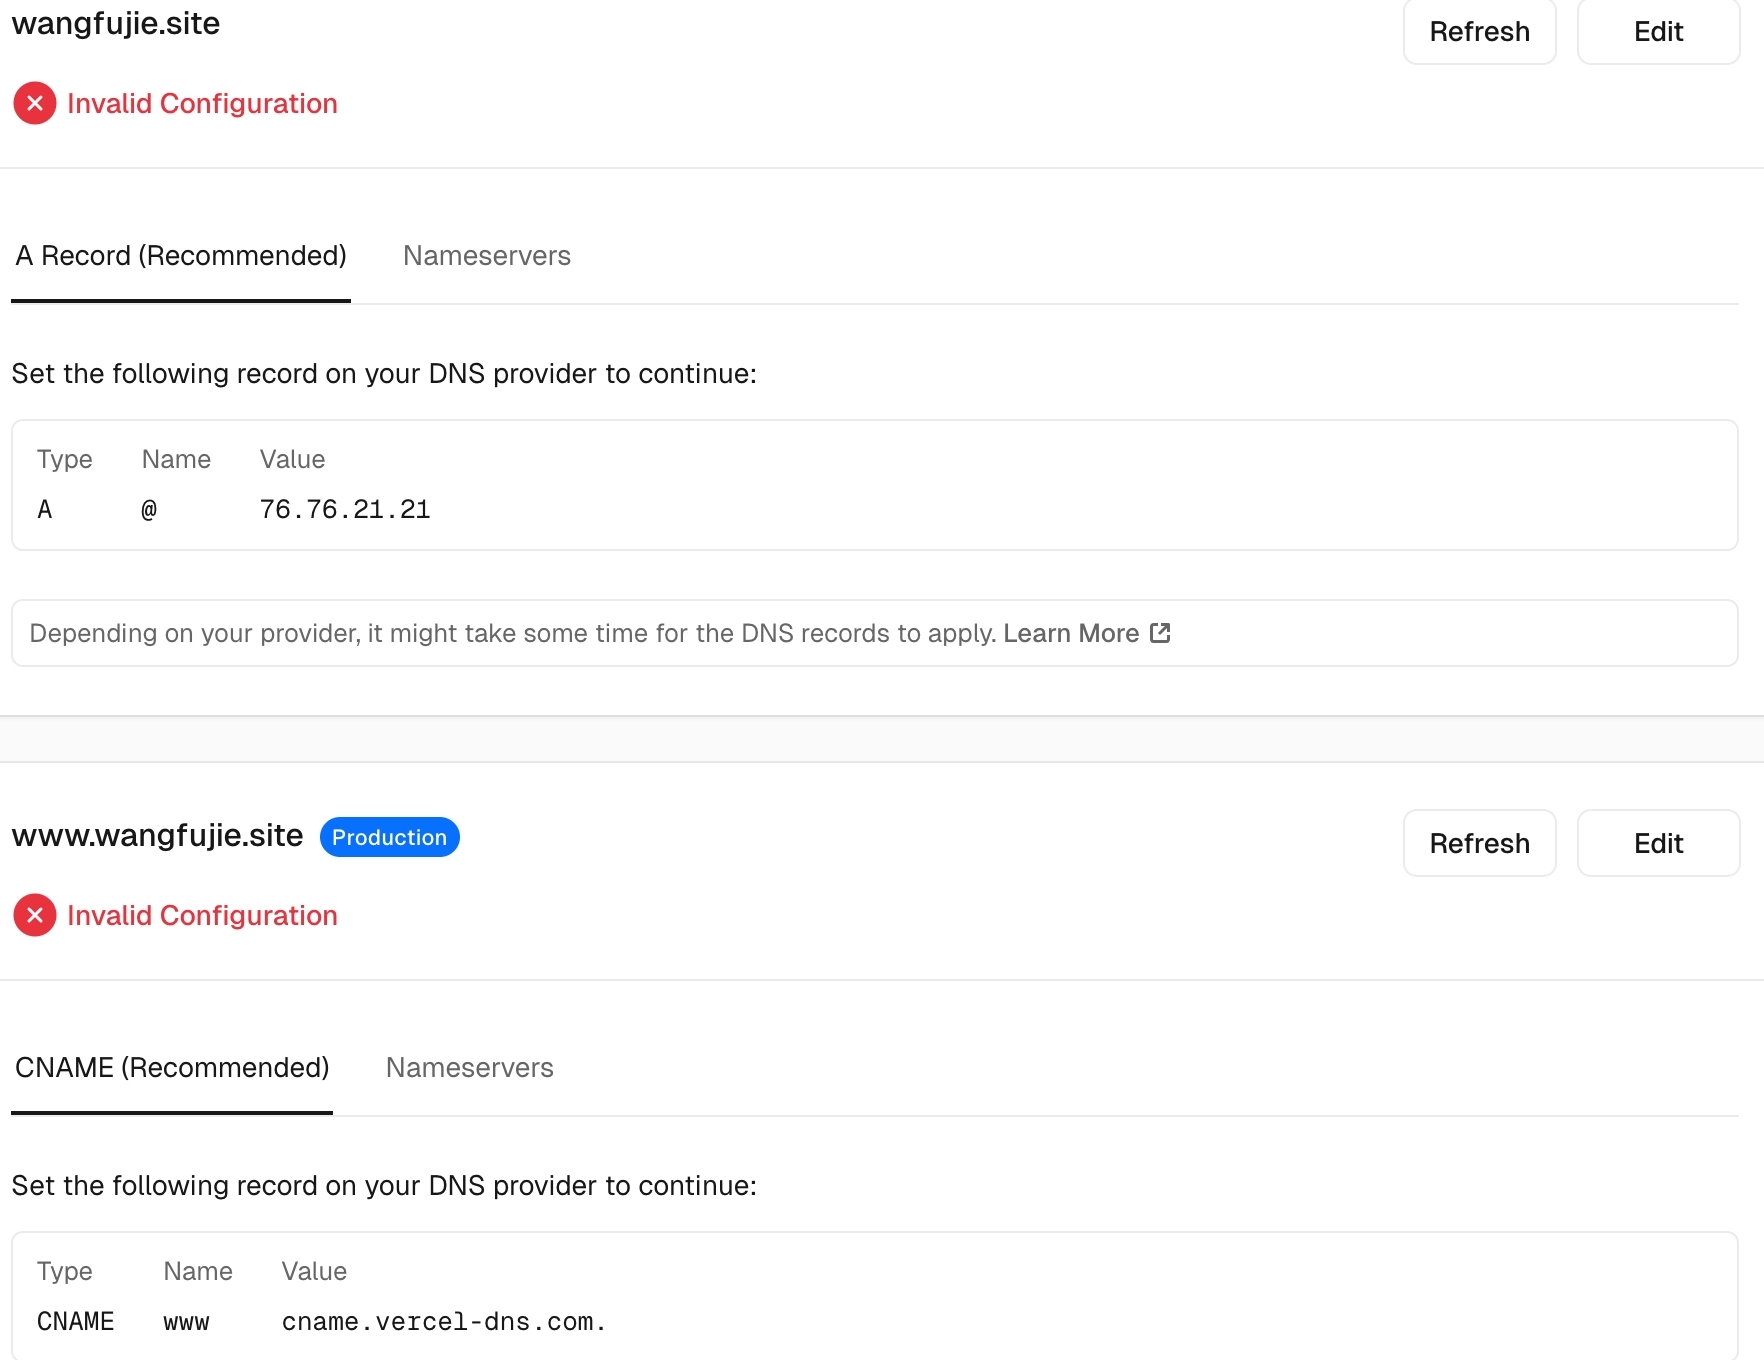 wangfujie.site
Refresh
Edit
Invalid Configuration
A Record (Recommended)
Nameservers
Set the following record on your DNS provider to continue:
Type Name Value
A @ 76.76.21.21
Depending on your provider, it might take some time for the DNS records to apply. Learn More
www.wangfujie.site
Production
Refresh
Edit
Invalid Configuration
CNAME (Recommended)
Nameservers
Set the following record on your DNS provider to continue:
Type Name Value
CNAME www cname.vercel-dns.com.